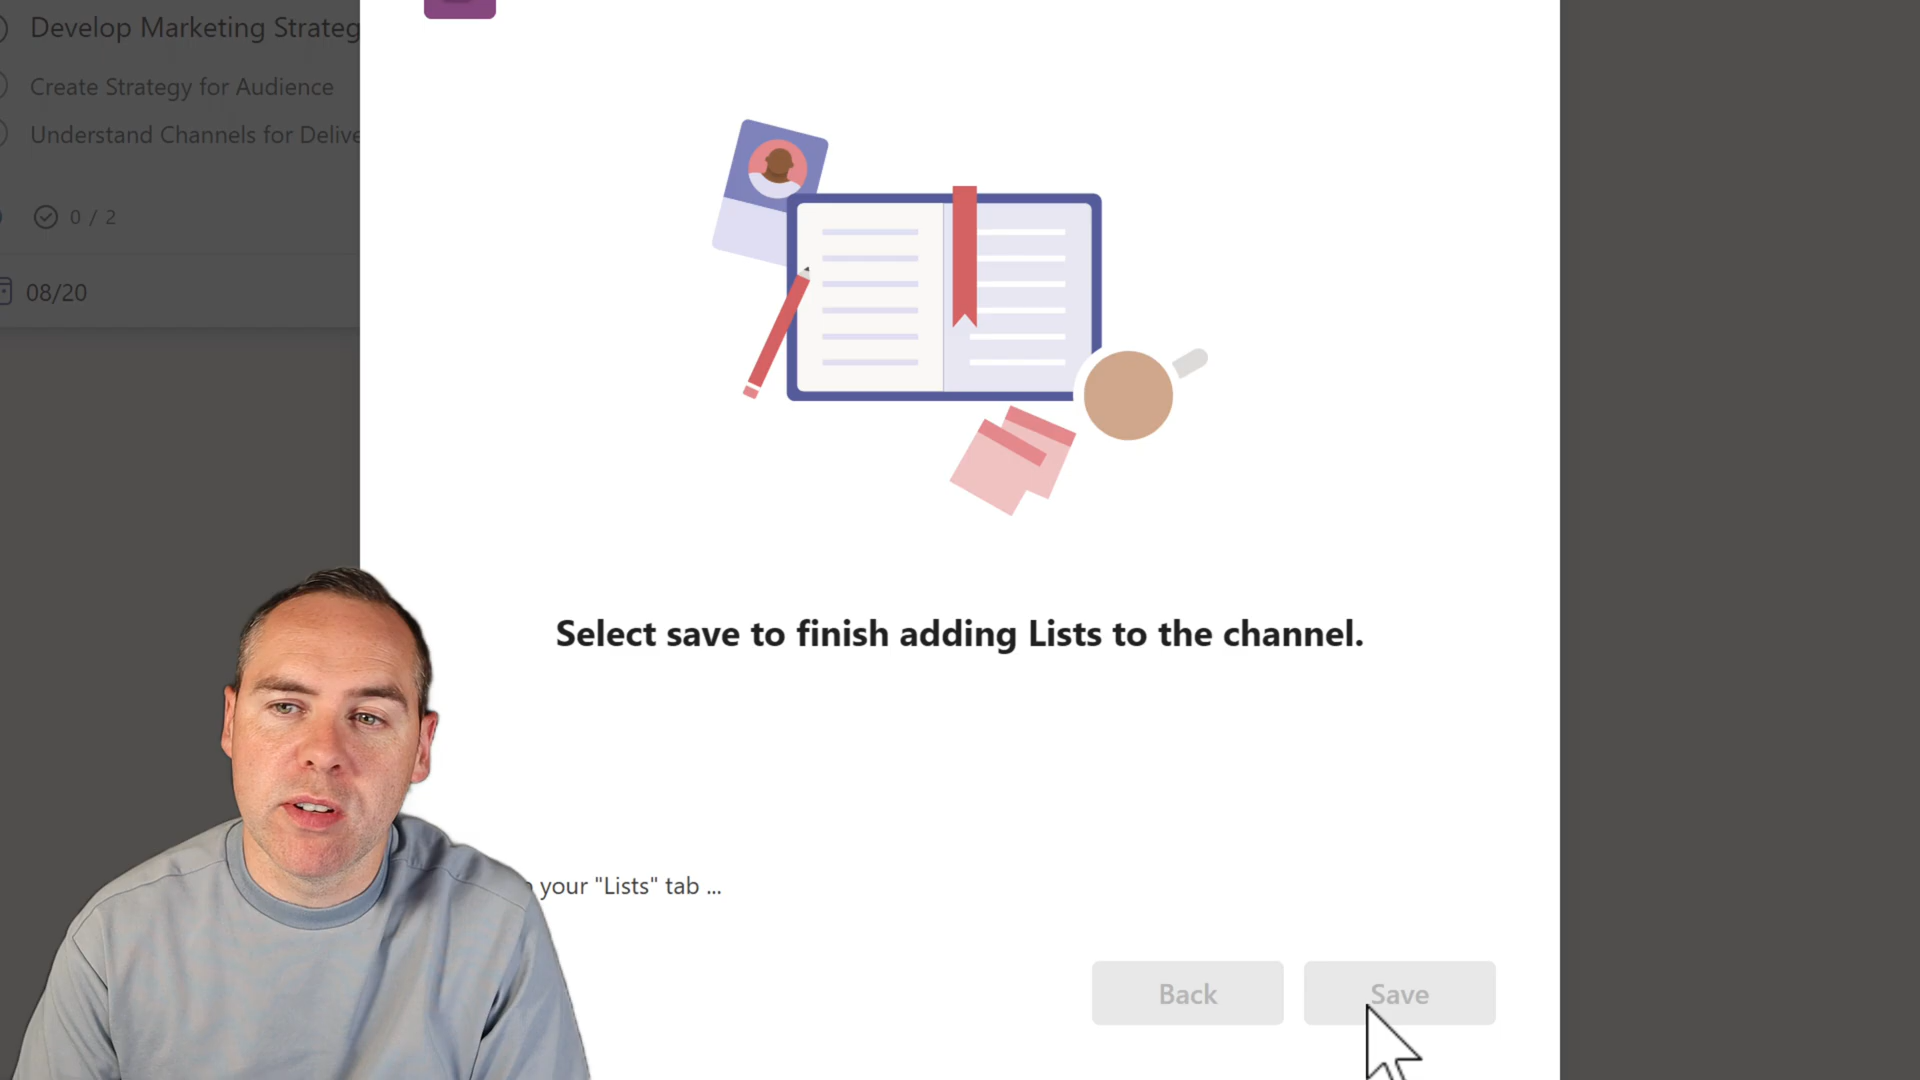 Develop Marketing Strateg
Create Strategy for Audience
Understand Channels for Delive
0 / 2
08/20
Select save to finish adding Lists to the channel.
your "Lists" tab ...
Back
Save